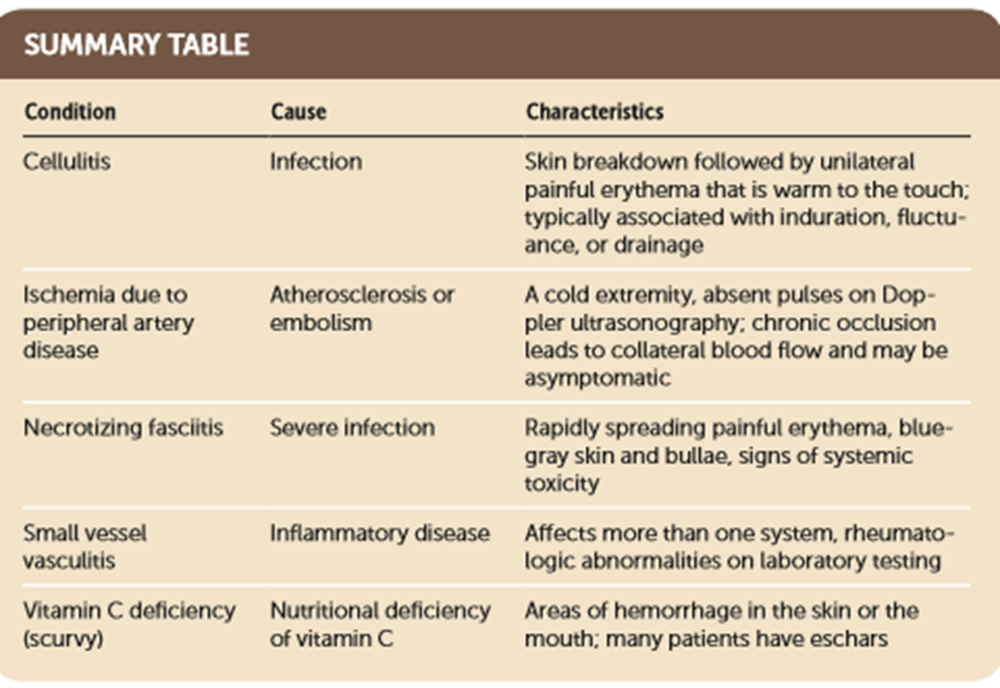 SUMMARY TABLE
Condition Cause Characteristics
Cellulitis Infection Skin breakdown followed by unilateral
painful erythema that is warm to the touch;
typically associated with induration, fluctu-
ance, or drainage
Ischemia due to Atherosclerosis or A cold extremity, absent pulses on Dop-
peripheral artery embolism pler ultrasonography; chronic occlusion
disease leads to collateral blood flow and may be
asymptomatic
Necrotizing fasciitis Severe infection Rapidly spreading painful erythema, blue-
gray skin and bullae, signs of systemic
toxicity
Small vessel Inflammatory disease Affects more than one system, rheumato-
vasculitis logic abnormalities on laboratory testing
Vitamin C deficiency Nutritional deficiency Areas of hemorrhage in the skin or the
(scurvy) of vitamin C mouth; many patients have eschars